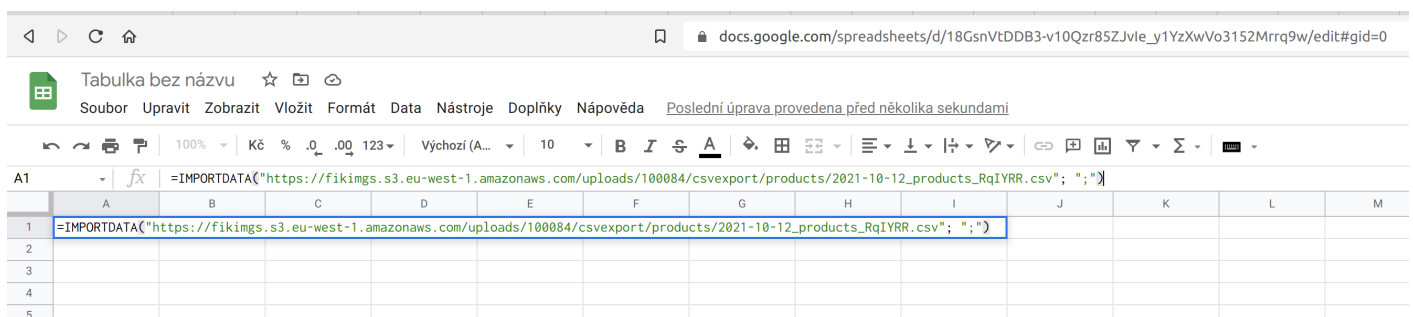 docs.google.com/spreadsheets/d/18GsnVtDDB3-v10Qzr85ZJvIe_y1YzXwVo3152Mrrq9w/edit#gid=0
Tabulka bez názvu
Soubor Upravit Zobrazit Vložit Formát Data Nástroje Doplňky Nápověda Poslední úprava provedena před několika sekundami
100% Kč % .0 .00 123 Výchozí (A... 10 B I S A
A1 fx =IMPORTDATA("https://fikimgs.s3.eu-west-1.amazonaws.com/uploads/100084/csvexport/products/2021-10-12_products_RqIYRR.csv"; ";")
A B C D E F G H I J K L M
1 =IMPORTDATA("https://fikimgs.s3.eu-west-1.amazonaws.com/uploads/100084/csvexport/products/2021-10-12_products_RqIYRR.csv"; ";")
2
3
4
5